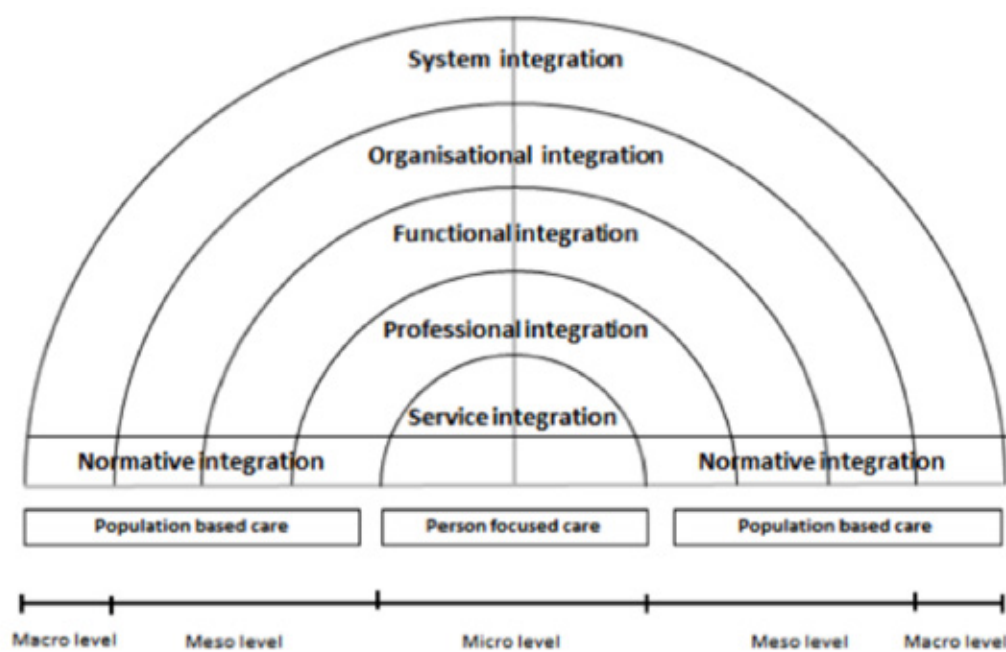 System integration
Organisational integration
Functional integration
Professional integration
Service integration
Normative integration Normative integration
Population based care Person focused care Population based care
Macro level Meso level Micro level Meso level Macro level